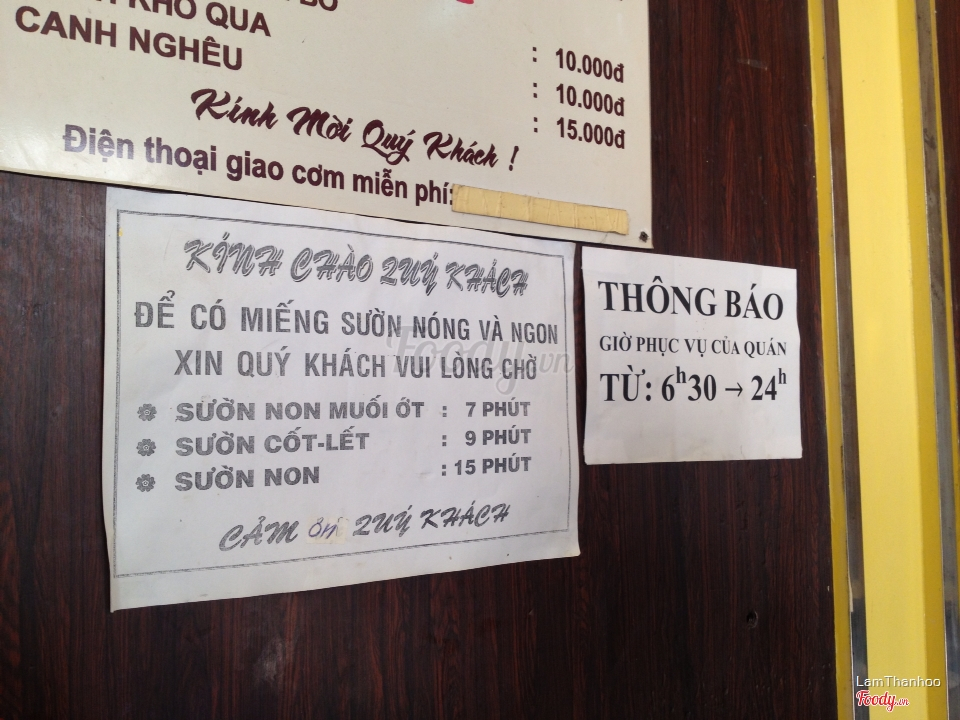 KHỔ QUA
CANH NGHÊU
: 10.000đ
: 10.000đ
: 15.000đ
Kính Mời Quý Khách !
Điện thoại giao cơm miễn phí:
KÍNH CHÀO QUÝ KHÁCH
ĐỂ CÓ MIẾNG SƯỜN NÓNG VÀ NGON
XIN QUÝ KHÁCH VUI LÒNG CHỜ
SƯỜN NON MUỐI ỚT : 7 PHÚT
SƯỜN CỐT-LẾT : 9 PHÚT
SƯỜN NON : 15 PHÚT
CẢM ơn QUÝ KHÁCH
THÔNG BÁO
GIỜ PHỤC VỤ CỦA QUÁN
TỪ: 6h30 → 24h
Foody.vn
LamThanhoo
Foody.vn